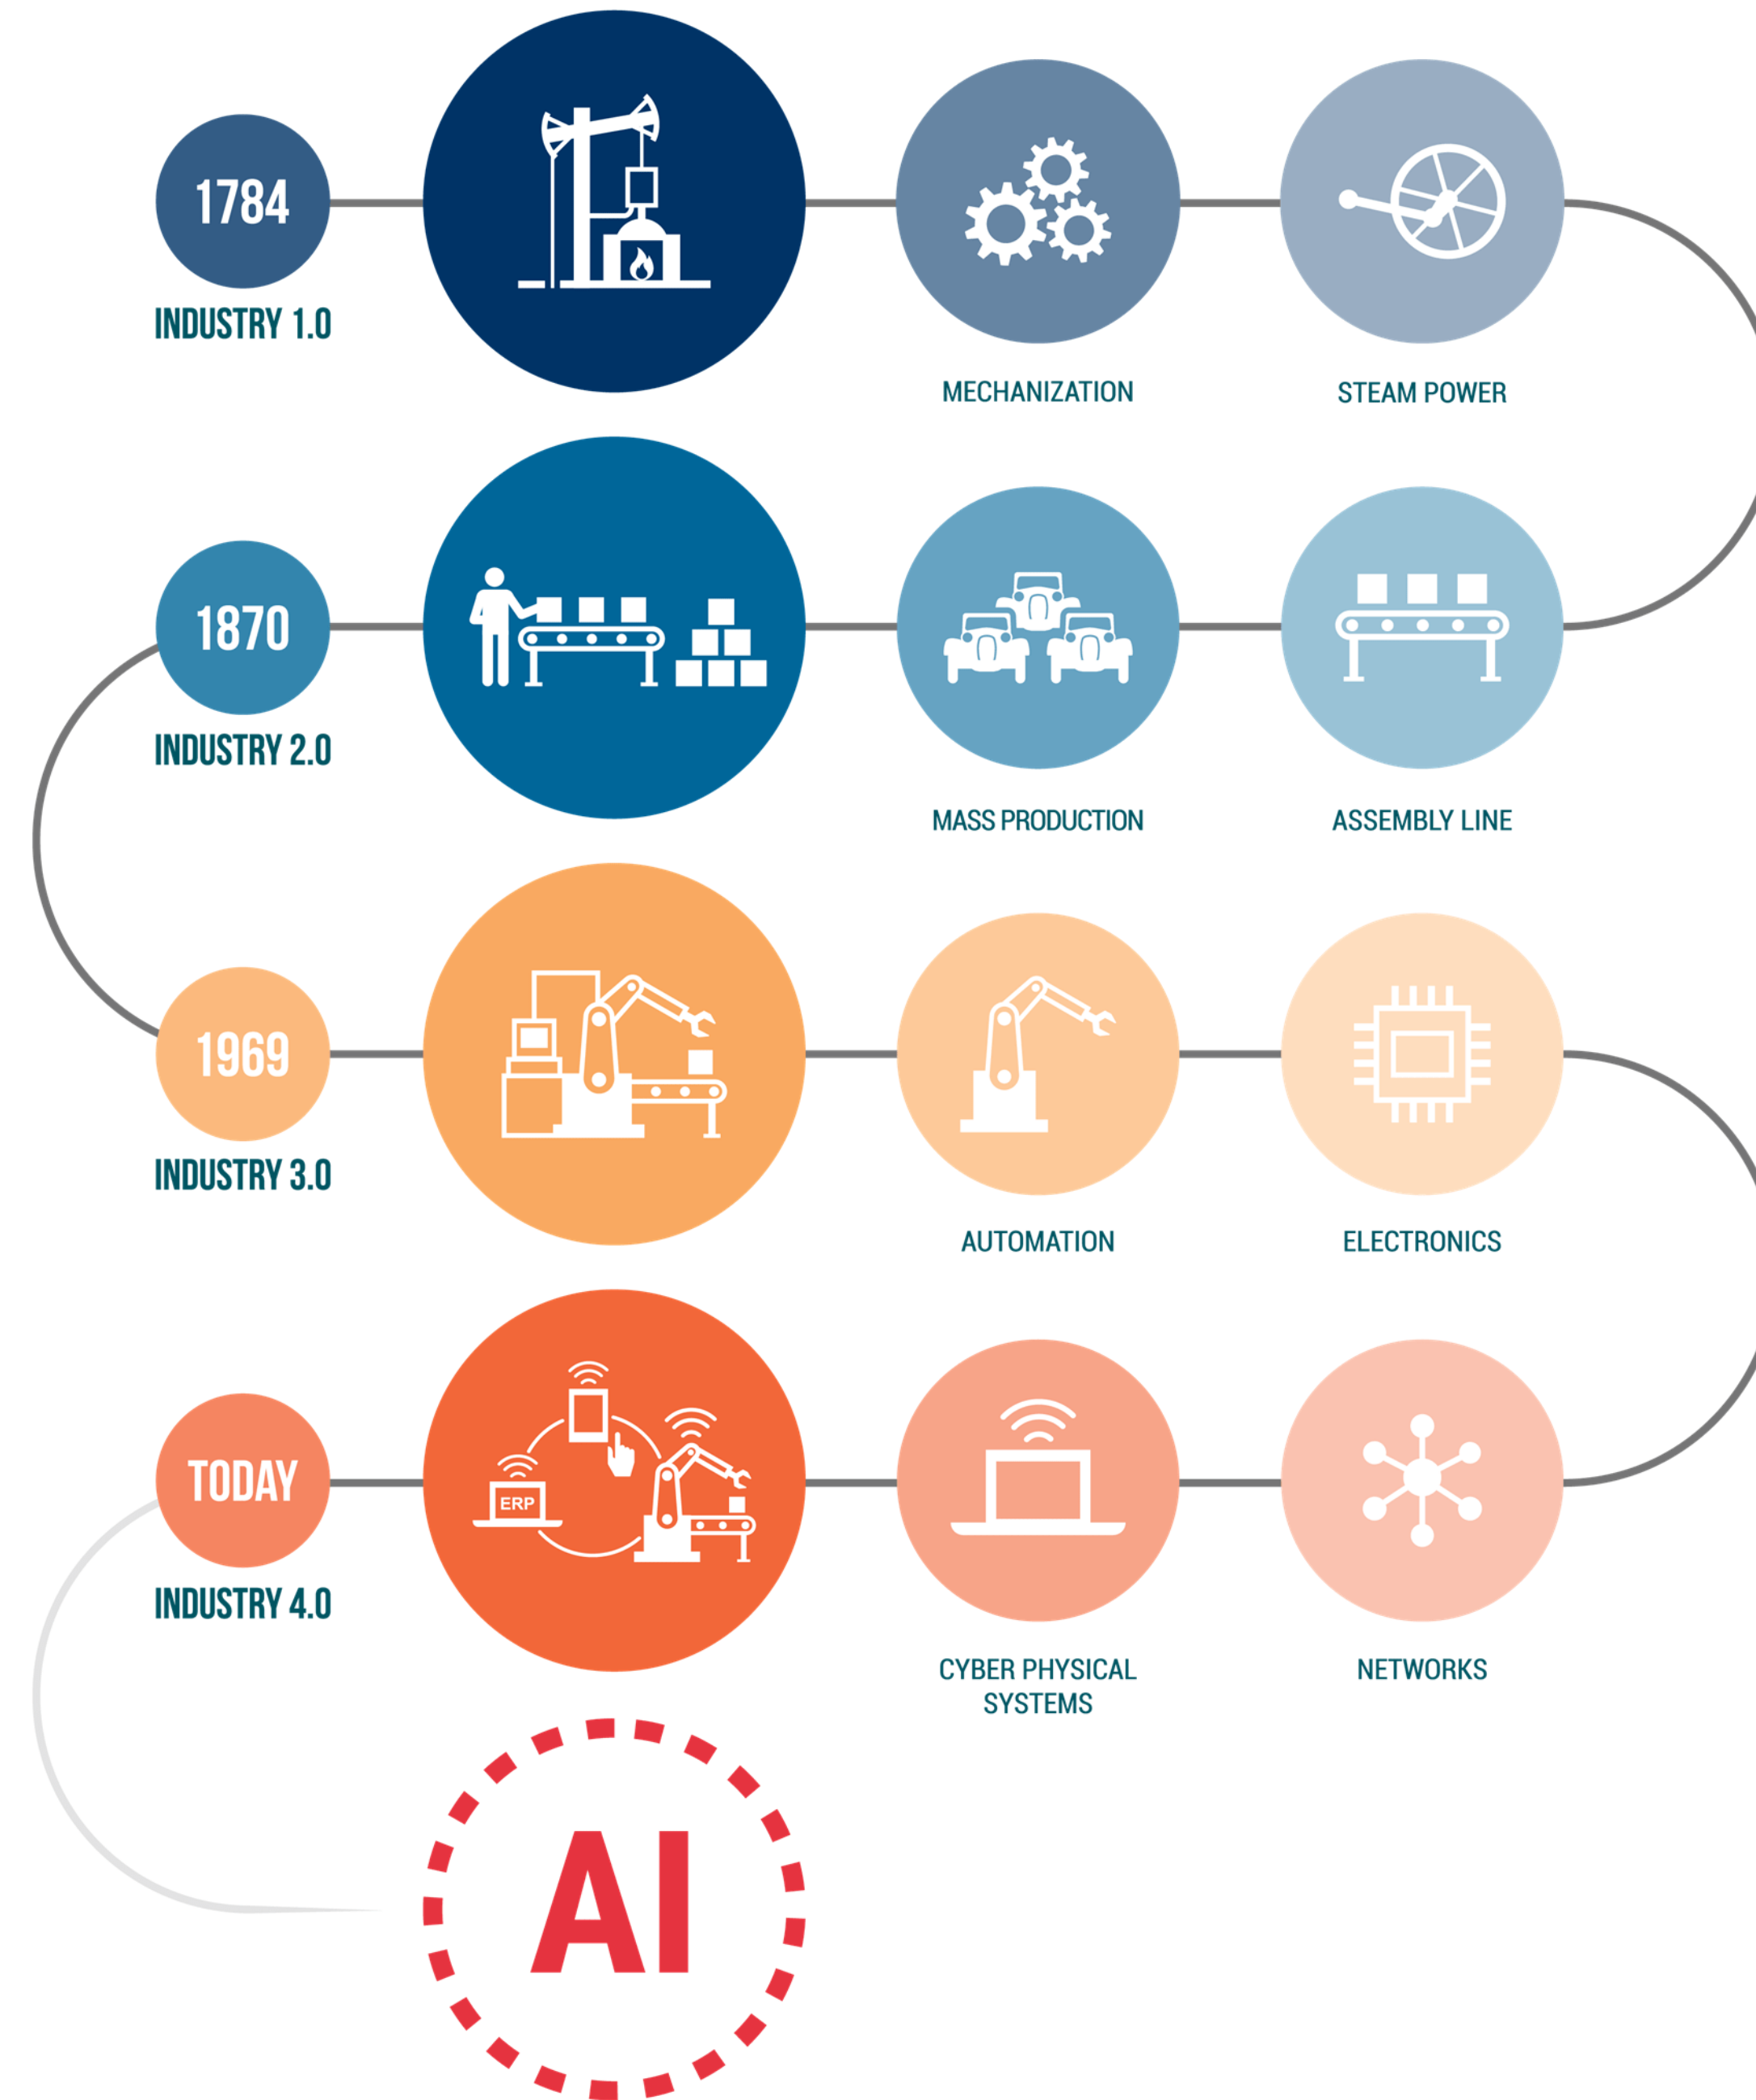 1784
INDUSTRY 1.0
MECHANIZATION
STEAM POWER
1870
INDUSTRY 2.0
MASS PRODUCTION
ASSEMBLY LINE
1969
INDUSTRY 3.0
AUTOMATION
ELECTRONICS
TODAY
INDUSTRY 4.0
ERP
CYBER PHYSICAL
SYSTEMS
NETWORKS
AI